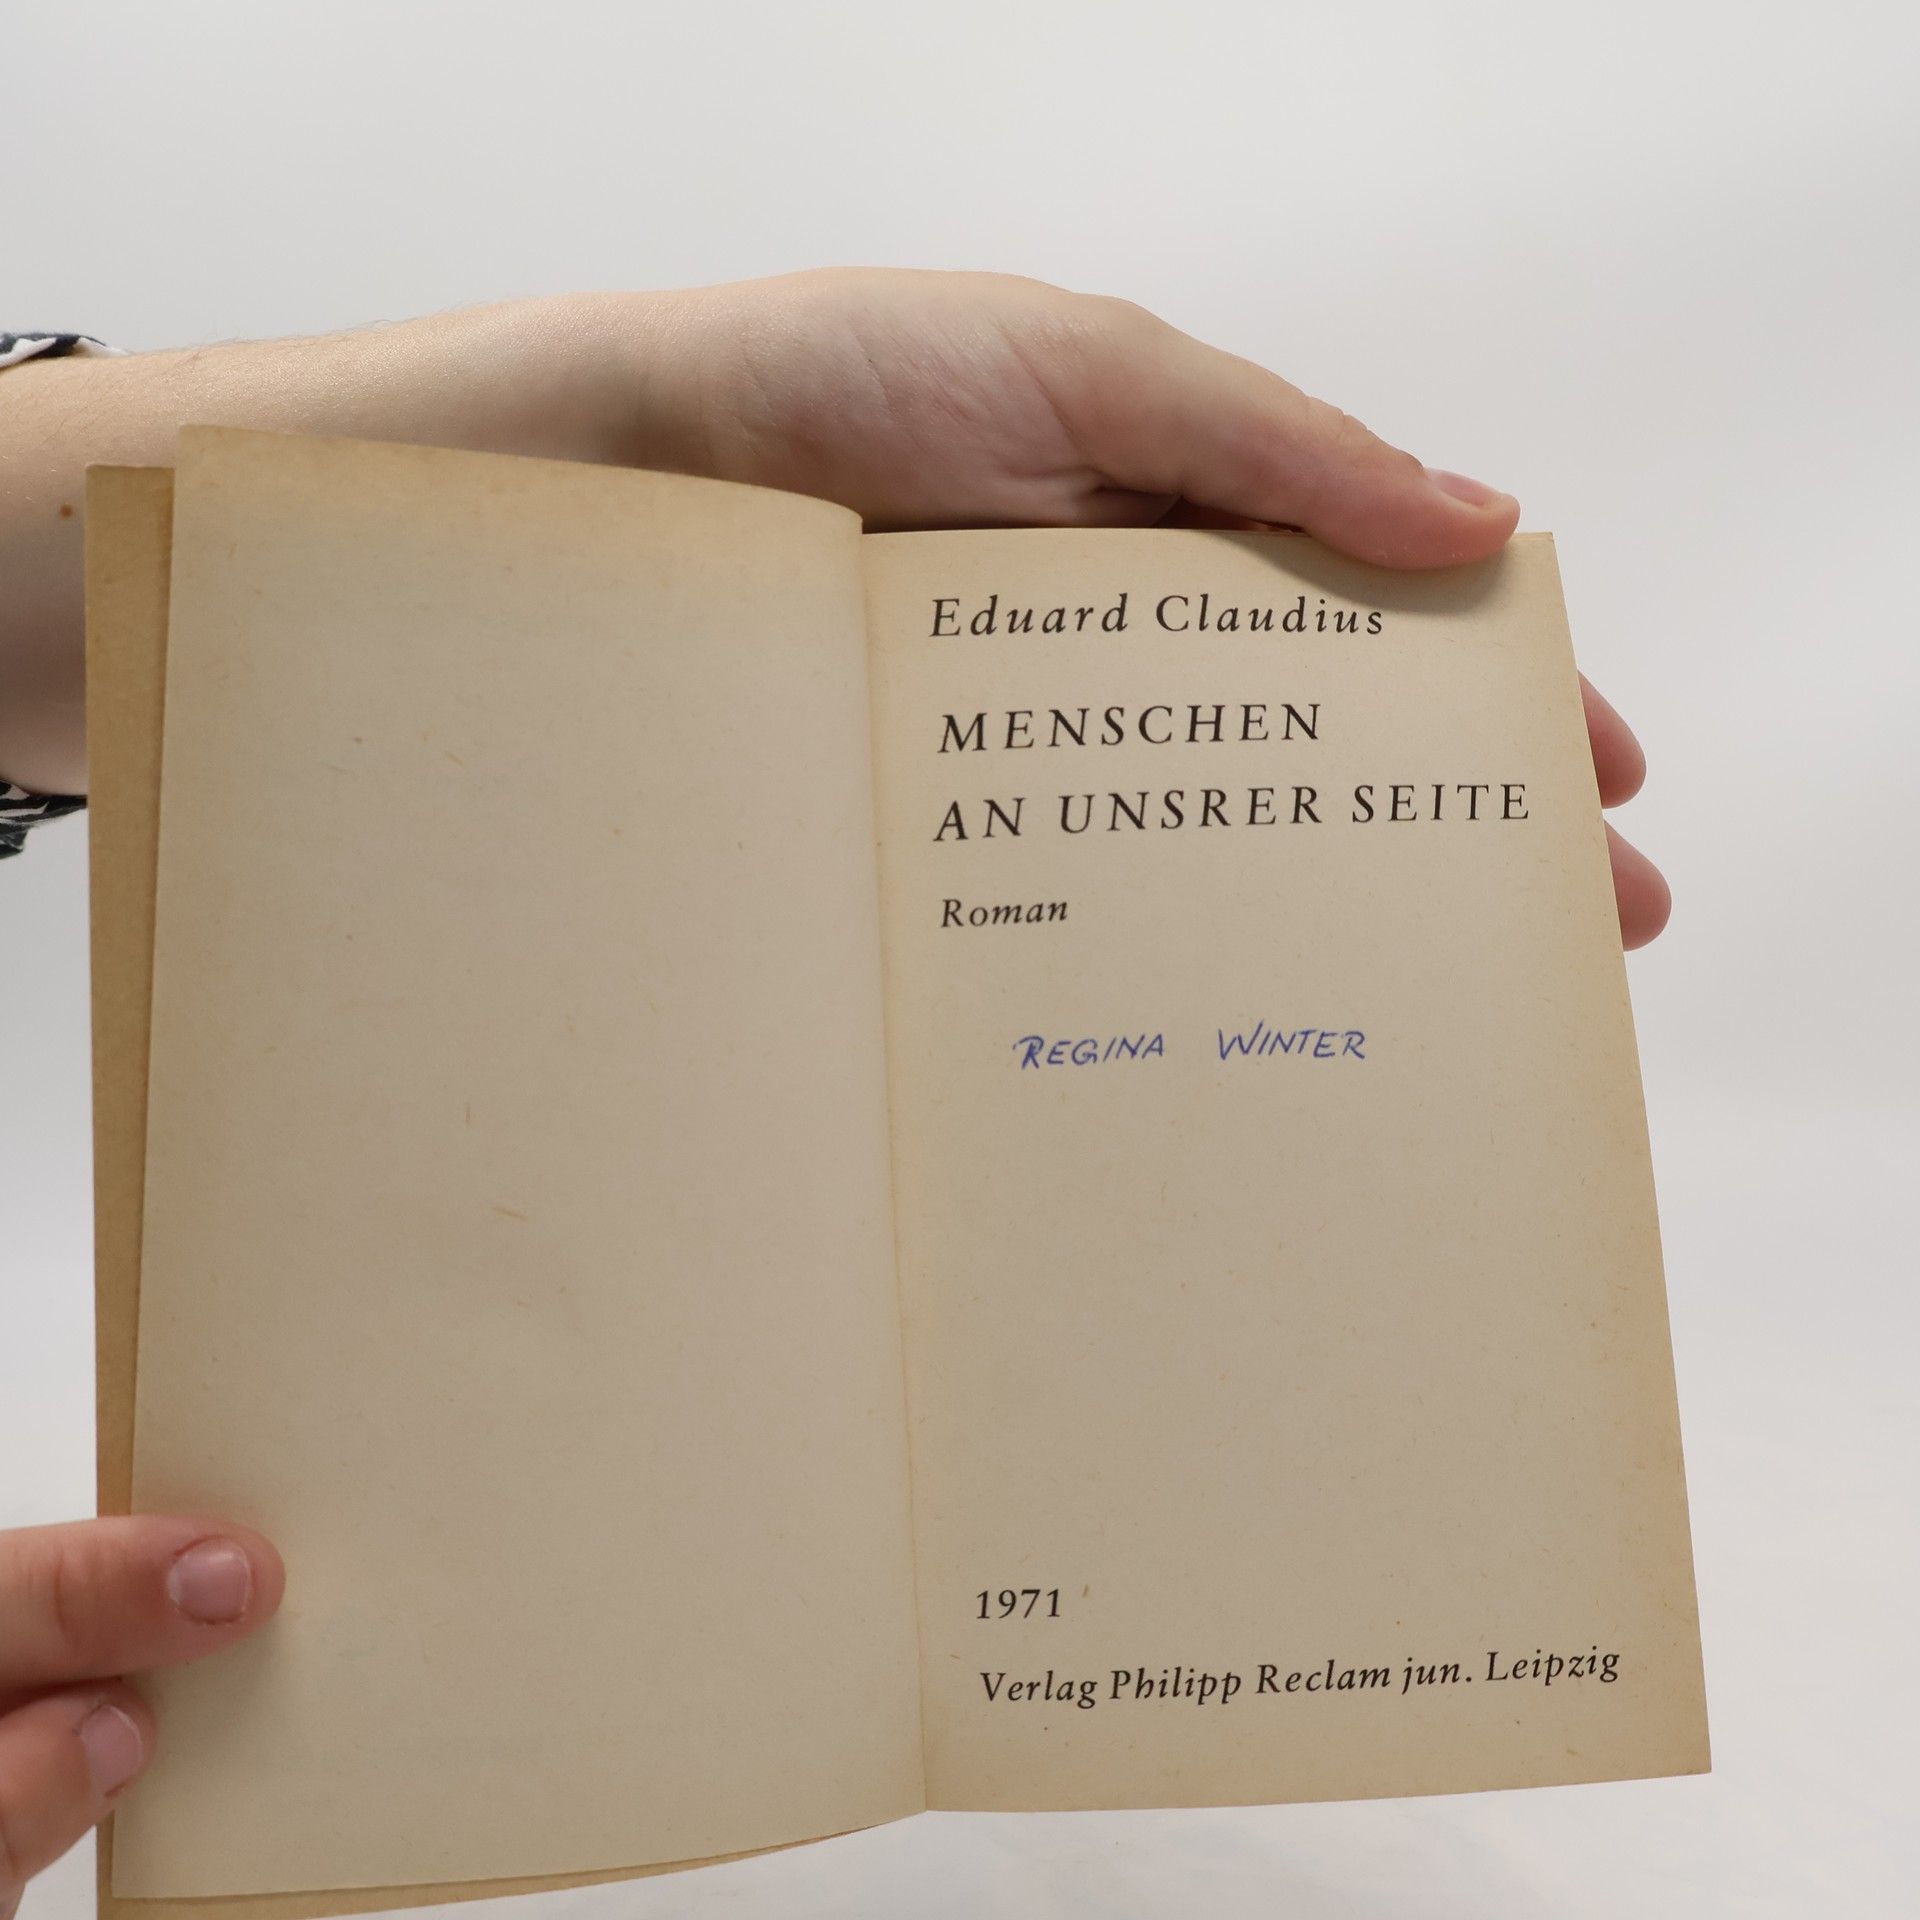 Eduard Claudius
MENSCHEN
AN UNSRER SEITE
Roman
REGINA WINTER
1971
Verlag Philipp Reclam jun. Leipzig